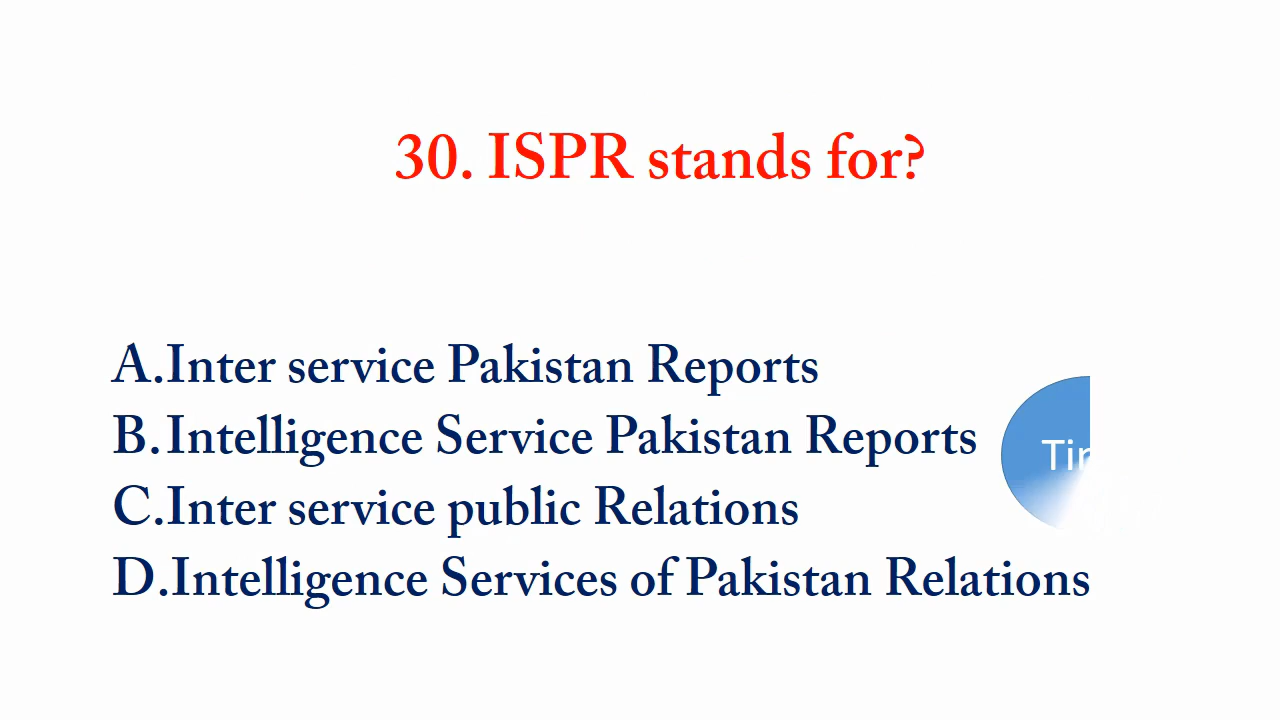 30. ISPR stands for?
A.Inter service Pakistan Reports
B.Intelligence Service Pakistan Reports
C.Inter service public Relations
D.Intelligence Services of Pakistan Relations